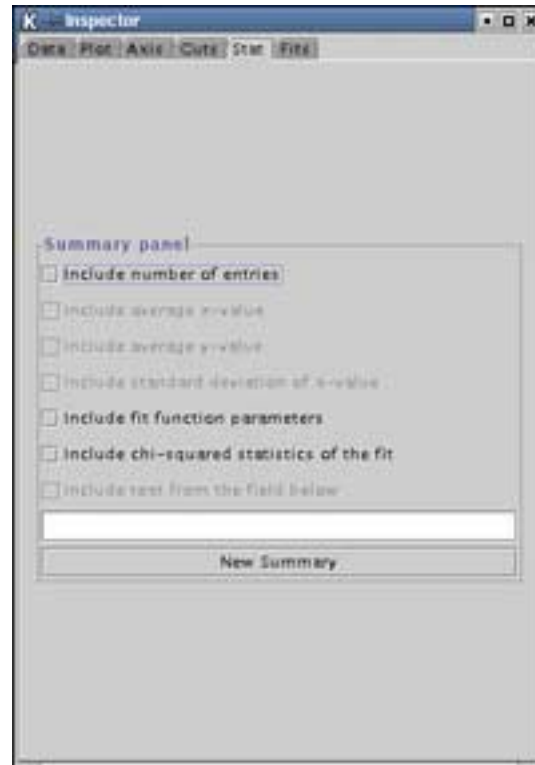 K Inspector
Data Plot Axis Cuts Stat Fits
Summary panel
Include number of entries
Include average x-value
Include average y-value
Include standard deviation of x-value
Include fit function parameters
Include chi-squared statistics of the fit
Include text from the field below
New Summary